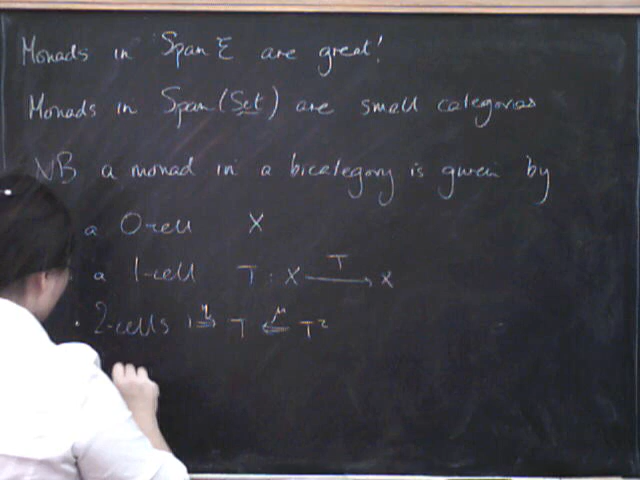 Monads in Span E are great!
Monads in Span(Set) are small categories
NB a monad in a bicategory is given by
a 0-cell X
a 1-cell T : X T→ X
· 2-cells 1 η⇒ T μ⇐ T²